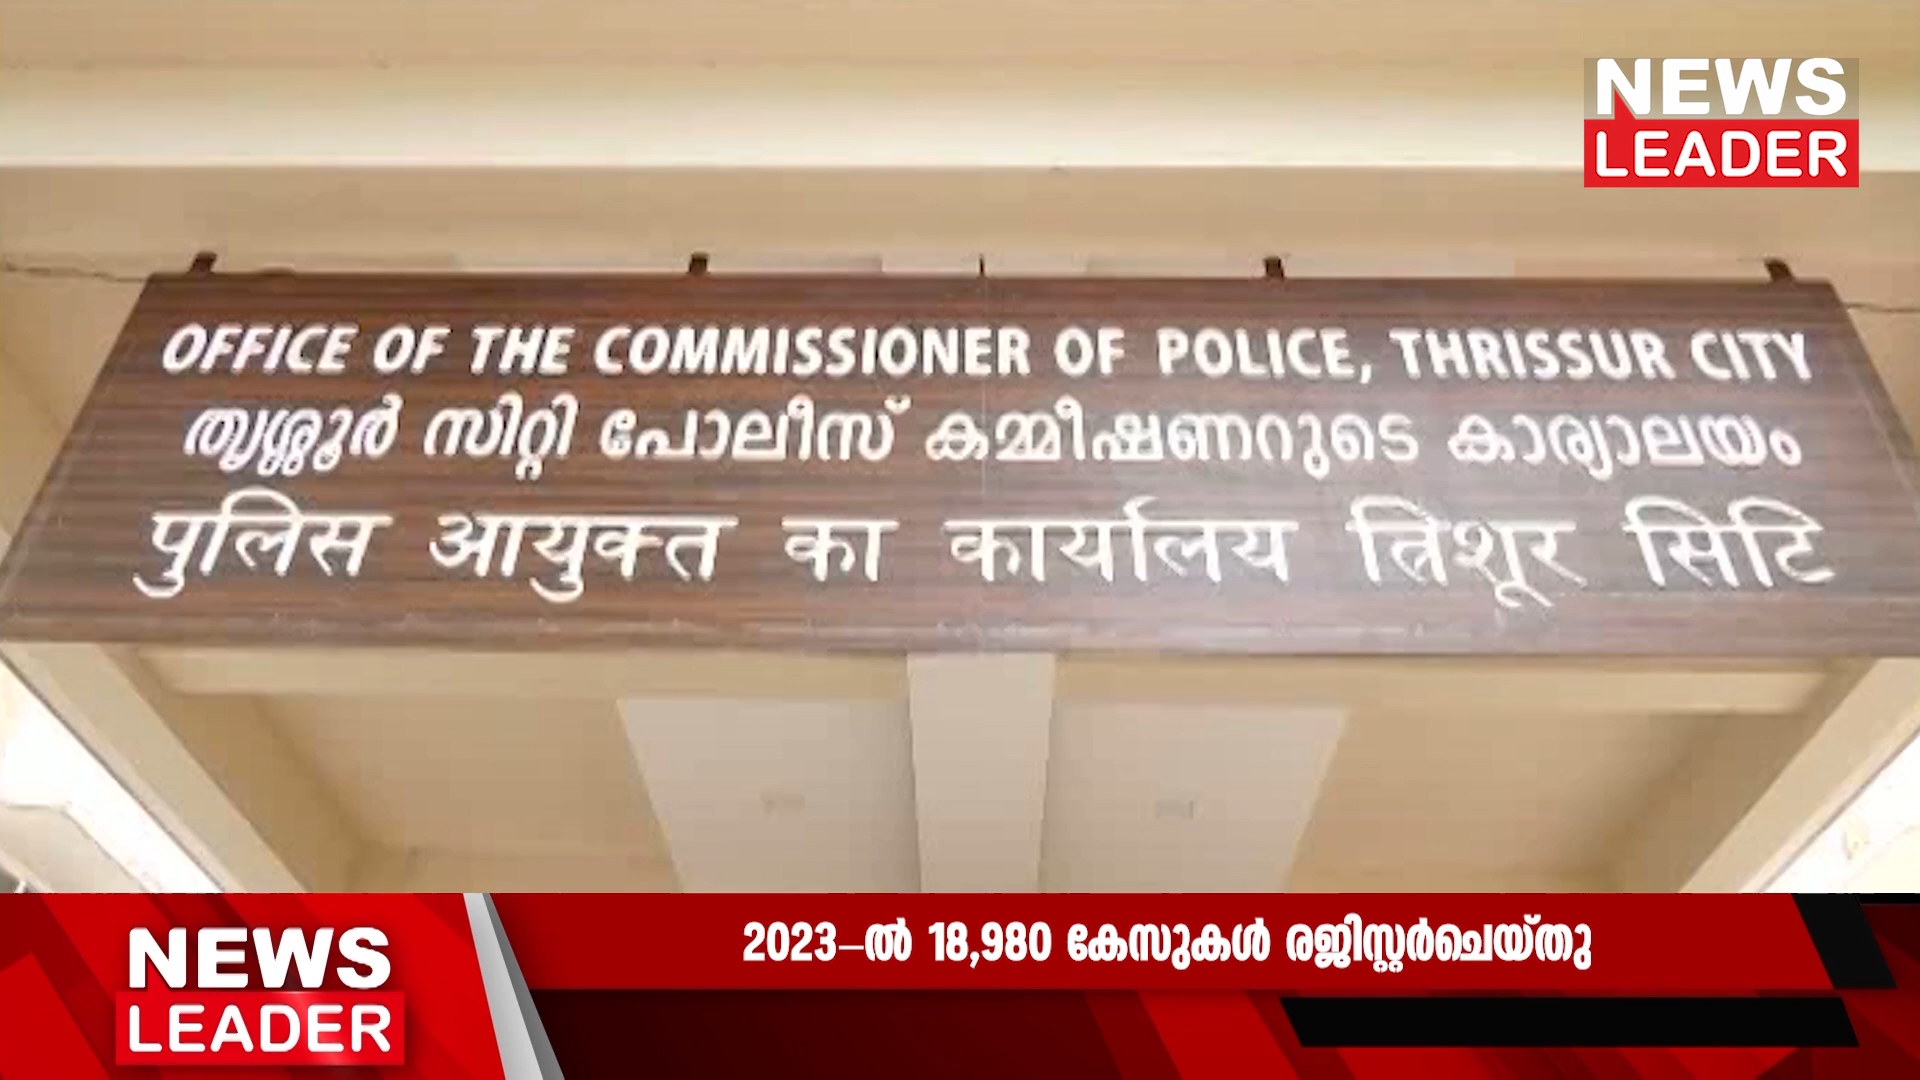 NEWS
LEADER
OFFICE OF THE COMMISSIONER OF POLICE, THRISSUR CITY
തൃശ്ശൂർ സിറ്റി പോലീസ് കമ്മീഷണറുടെ കാര്യാലയം
पुलिस आयुक्त का कार्यालय त्रिशूर सिटि
2023-ൽ 18,980 കേസുകൾ രജിസ്റ്റർചെയ്തു
NEWS
LEADER